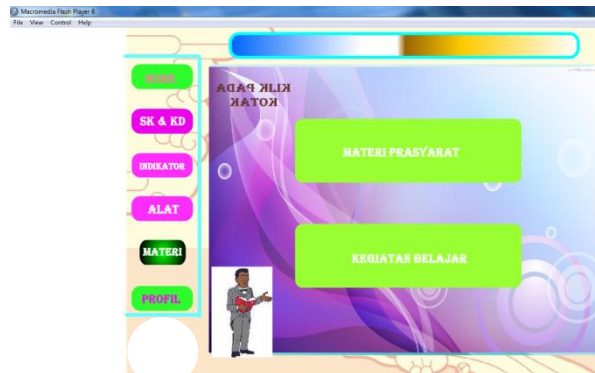 Macromedia Flash Player 8
File View Control Help
SK & KD
INDIKATOR
ALAT
MATERI
PROFIL
KLIK PADA
KOTAK
MATERI PRASYARAT
KEGIATAN BELAJAR